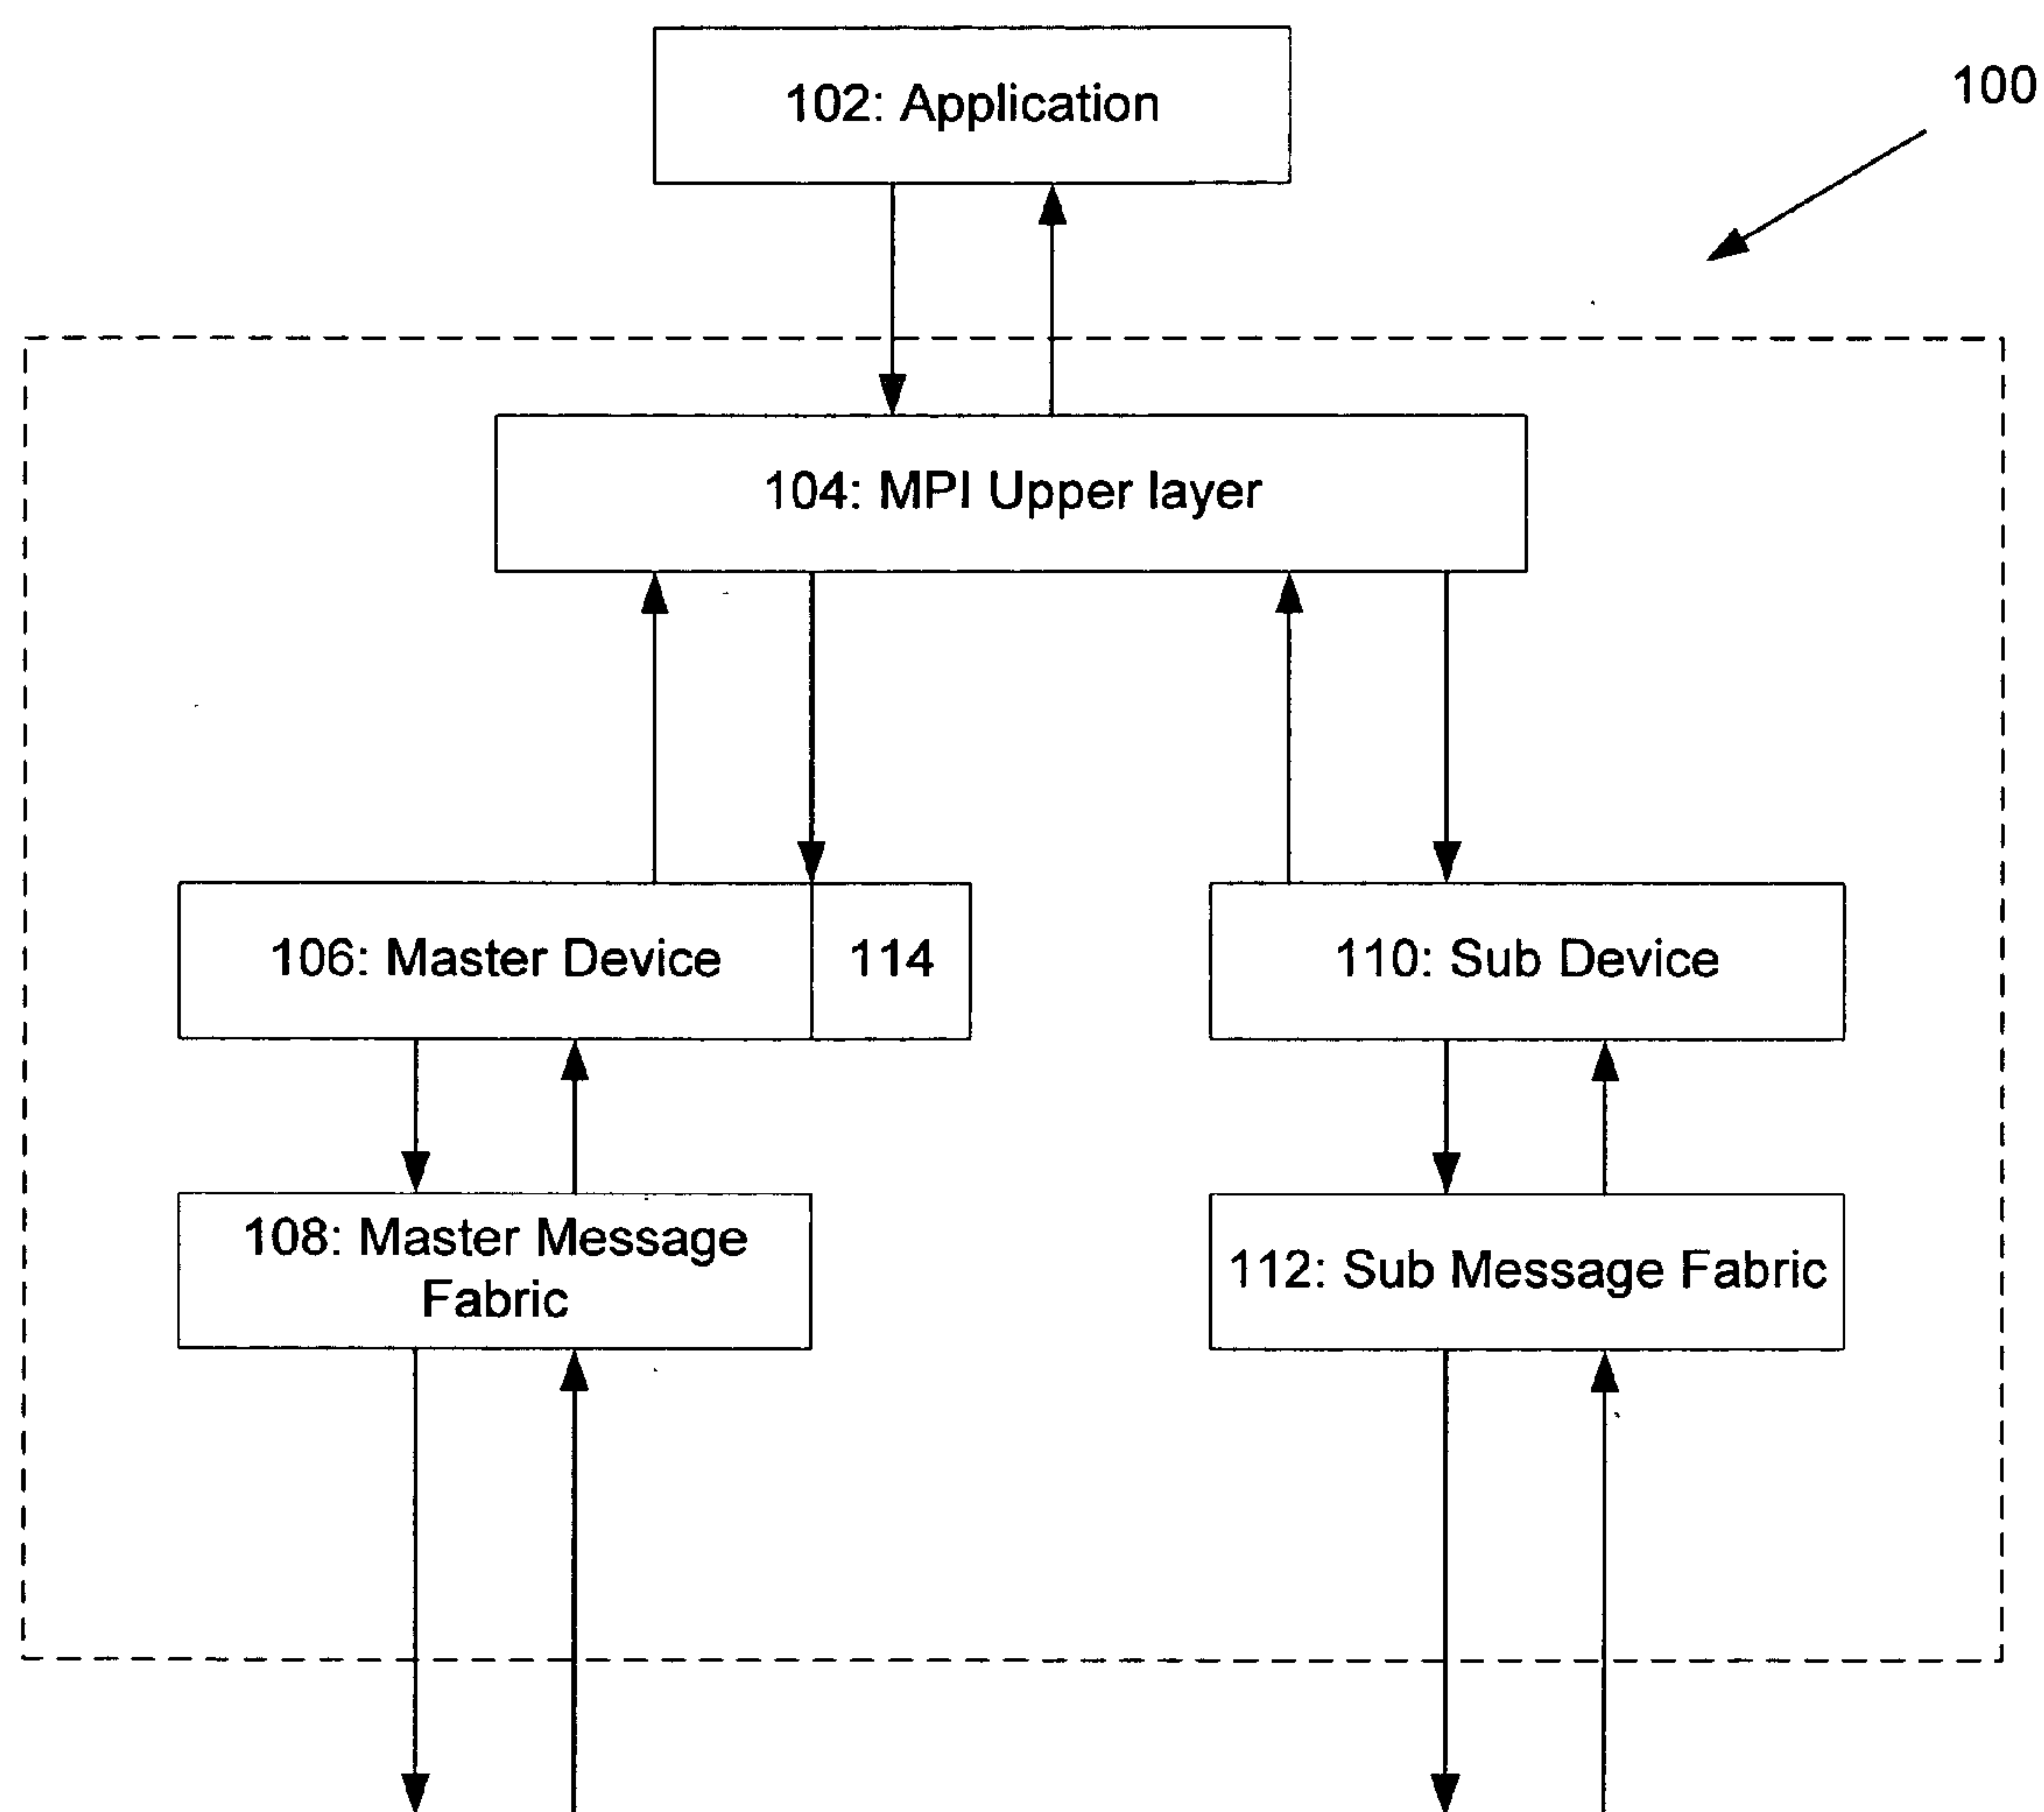 102: Application
100
104: MPI Upper layer
106: Master Device
114
110: Sub Device
108: Master Message
Fabric
112: Sub Message Fabric